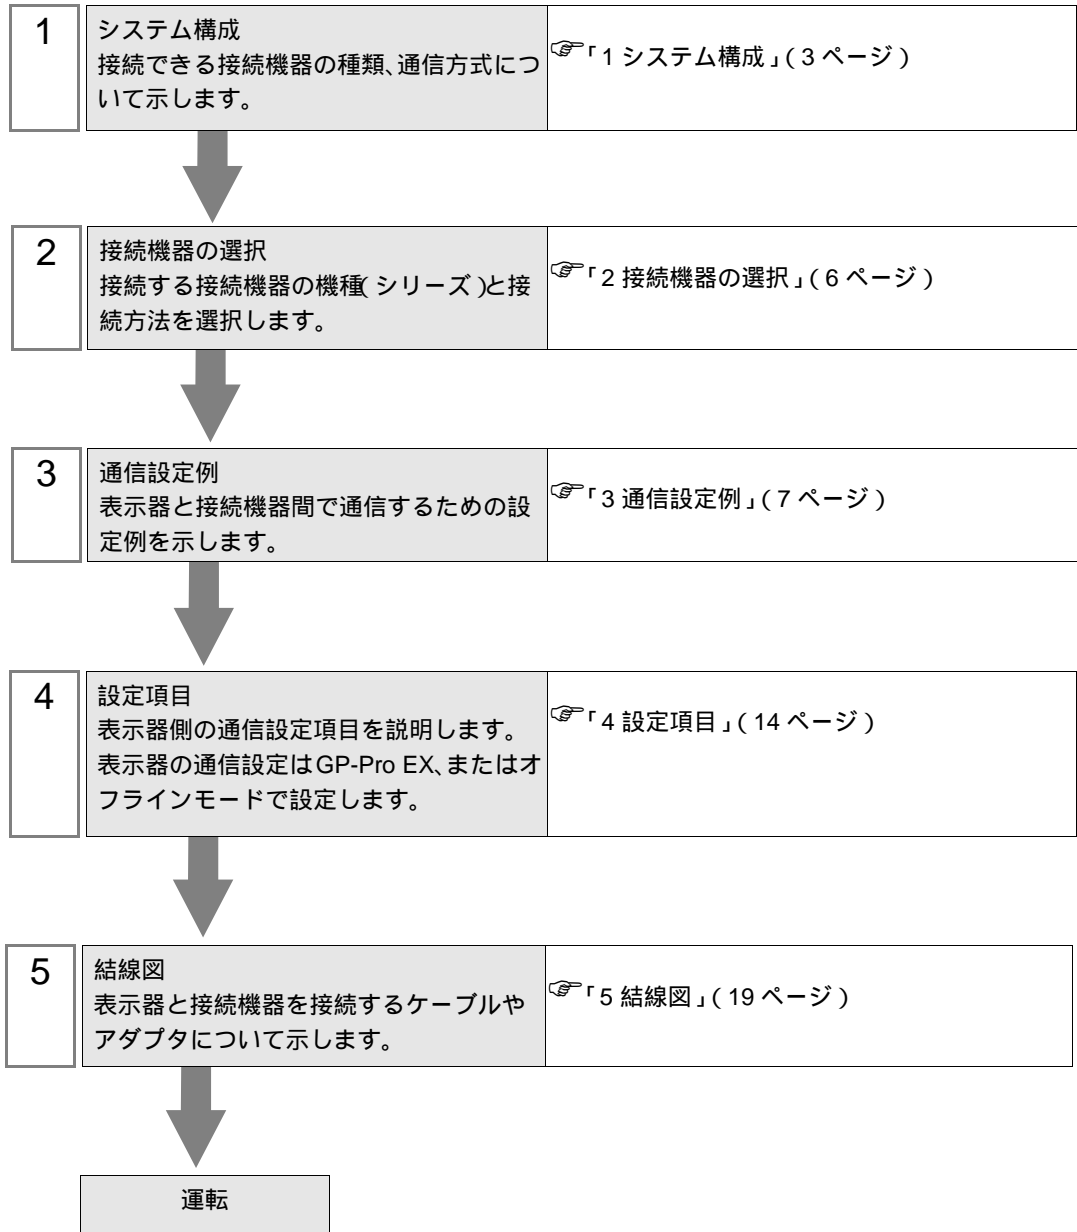 1
システム構成
接続できる接続機器の種類、通信方式につ
いて示します。
☞「1 システム構成」( 3 ページ )
2
接続機器の選択
接続する接続機器の機種( シリーズ )と接
続方法を選択します。
☞「2 接続機器の選択」( 6 ページ )
3
通信設定例
表示器と接続機器間で通信するための設
定例を示します。
☞「3 通信設定例」( 7 ページ )
4
設定項目
表示器側の通信設定項目を説明します。
表示器の通信設定はGP-Pro EX、またはオ
フラインモードで設定します。
☞「4 設定項目」( 14 ページ )
5
結線図
表示器と接続機器を接続するケーブルや
アダプタについて示します。
☞「5 結線図」( 19 ページ )
運転